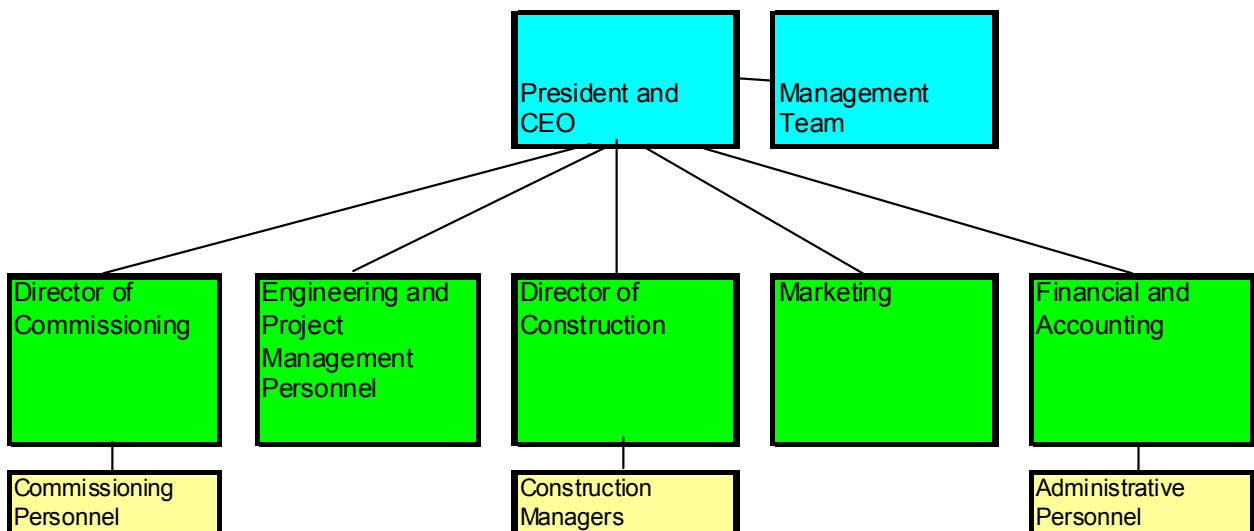 President and
CEO
Management
Team
Director of
Commissioning
Engineering and
Project
Management
Personnel
Director of
Construction
Marketing
Financial and
Accounting
Commissioning
Personnel
Construction
Managers
Administrative
Personnel